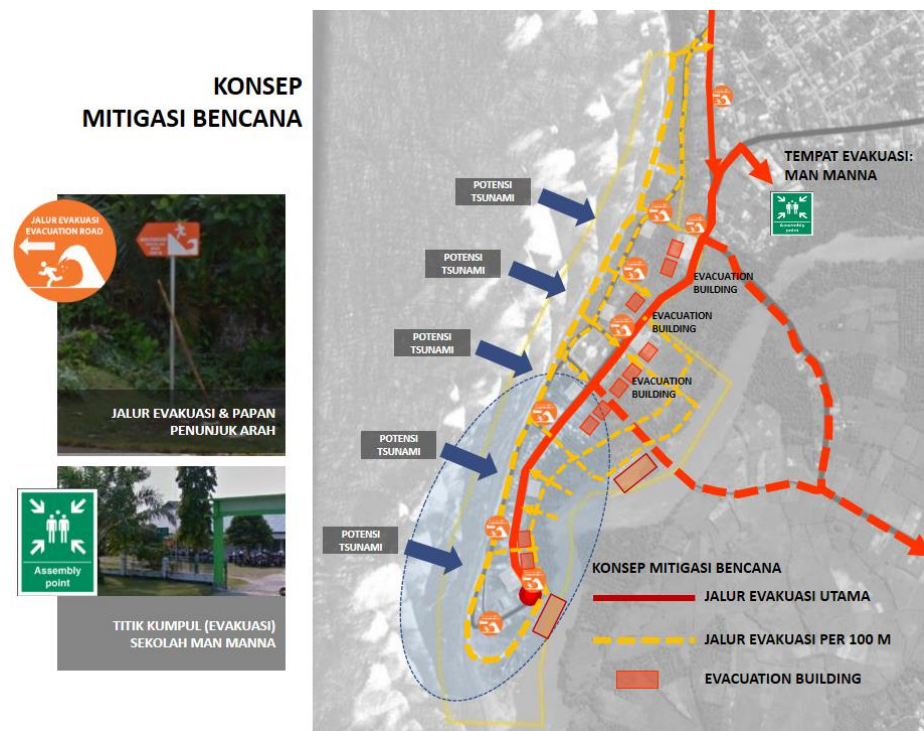 KONSEP
MITIGASI BENCANA
JALUR EVAKUASI
EVACUATION ROAD
JALUR EVAKUASI & PAPAN
PENUNJUK ARAH
Assembly
point
TITIK KUMPUL (EVAKUASI)
SEKOLAH MAN MANNA
TEMPAT EVAKUASI:
MAN MANNA
Assembly
point
POTENSI
TSUNAMI
POTENSI
TSUNAMI
POTENSI
TSUNAMI
POTENSI
TSUNAMI
POTENSI
TSUNAMI
EVACUATION
BUILDING
EVACUATION
BUILDING
EVACUATION
BUILDING
KONSEP MITIGASI BENCANA
JALUR EVAKUASI UTAMA
JALUR EVAKUASI PER 100 M
EVACUATION BUILDING